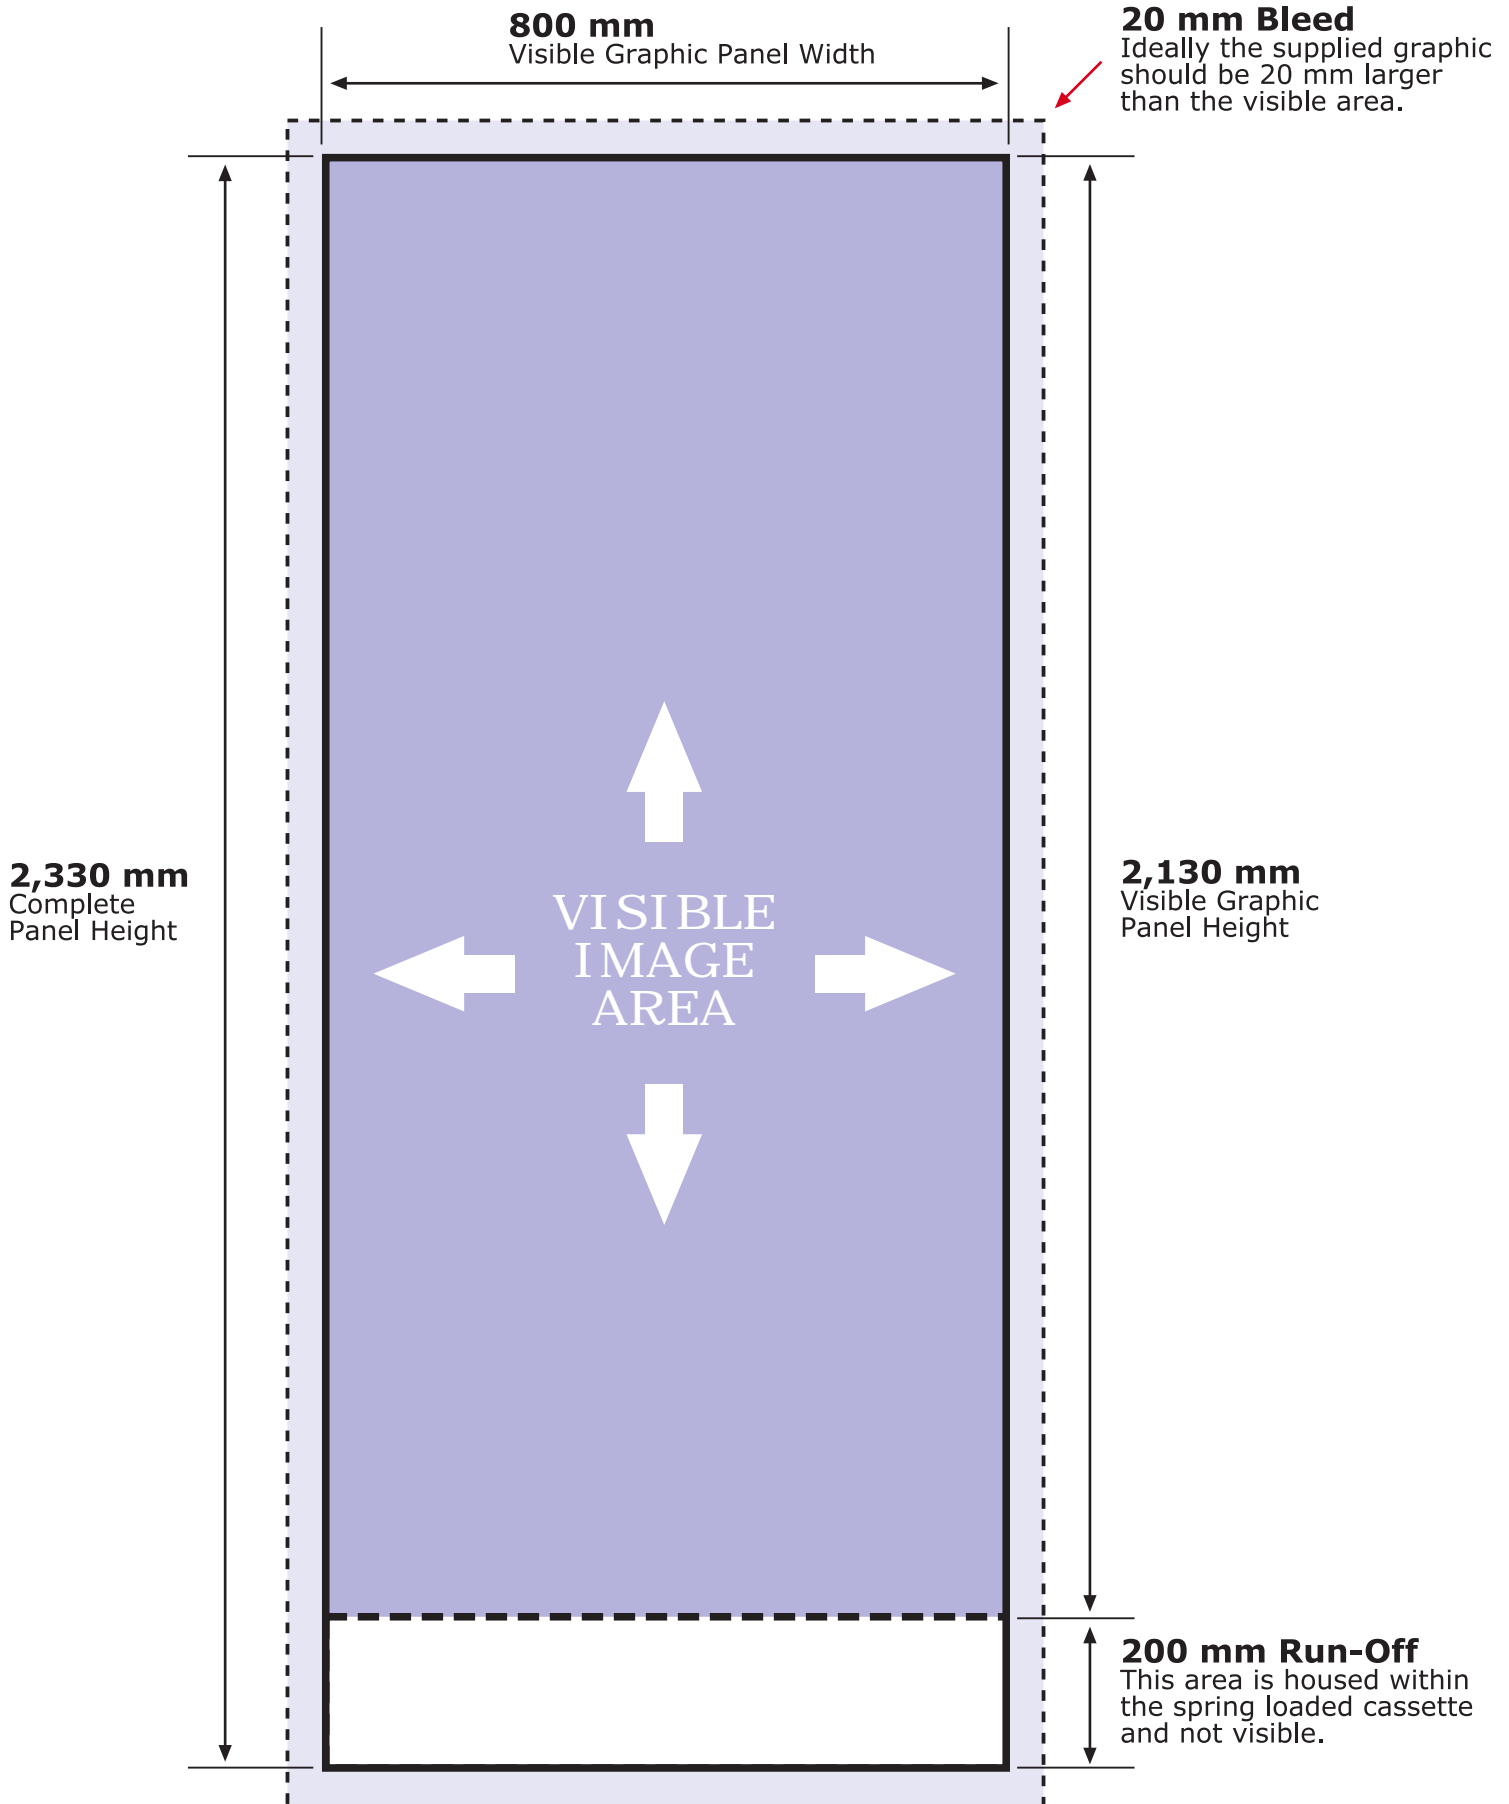 800 mm
Visible Graphic Panel Width
20 mm Bleed
Ideally the supplied graphic
should be 20 mm larger
than the visible area.
2,330 mm
Complete
Panel Height
VISIBLE
IMAGE
AREA
2,130 mm
Visible Graphic
Panel Height
200 mm Run-Off
This area is housed within
the spring loaded cassette
and not visible.